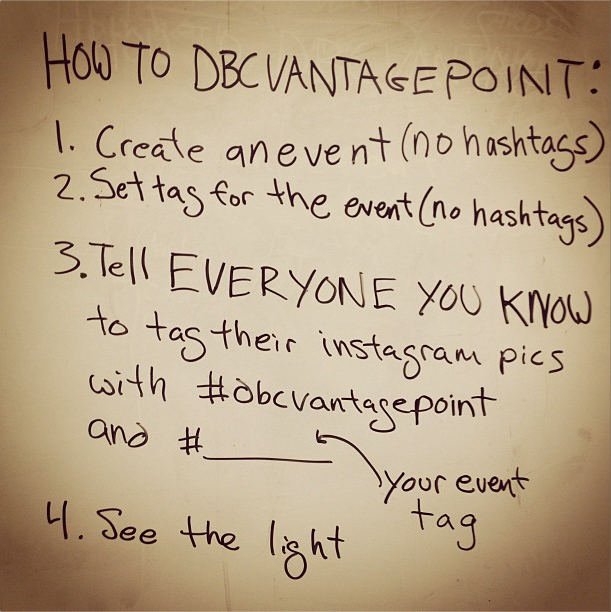 HOW TO DBCVANTAGEPOINT:
1. Create an event (no hashtags)
2. Set tag for the event (no hashtags)
3. Tell EVERYONE YOU KNOW
to tag their instagram pics
with #dbcvantagepoint
and #______
your event
tag
4. See the light